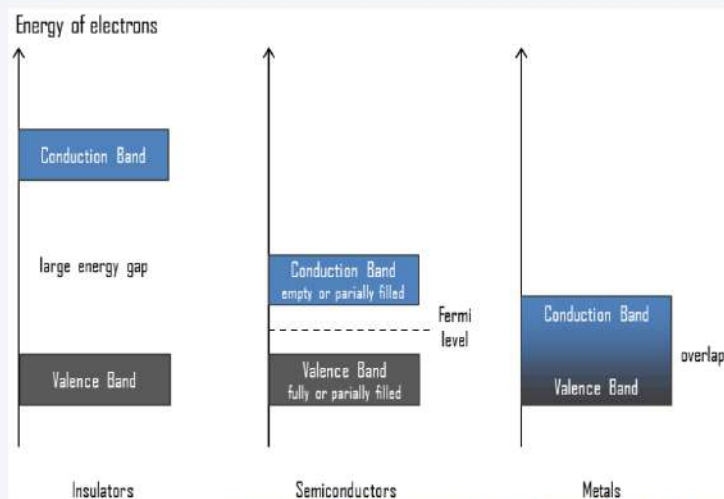 Energy of electrons
Conduction Band
large energy gap
Valence Band
Insulators
Conduction Band
empty or parially filled
Fermi
level
Valence Band
fully or partially filled
Semiconductors
Conduction Band
Valence Band
overlap
Metals